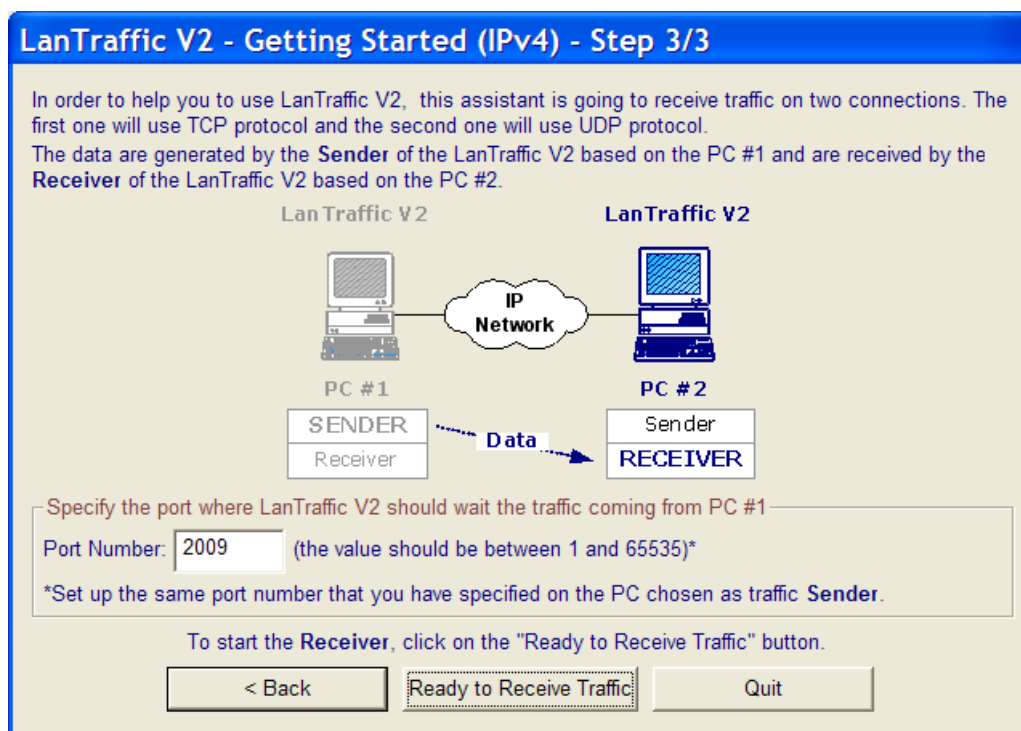 LanTraffic V2 - Getting Started (IPv4) - Step 3/3
In order to help you to use LanTraffic V2, this assistant is going to receive traffic on two connections. The
first one will use TCP protocol and the second one will use UDP protocol.
The data are generated by the Sender of the LanTraffic V2 based on the PC #1 and are received by the
Receiver of the LanTraffic V2 based on the PC #2.
LanTraffic V2 LanTraffic V2
IP
Network
PC #1 PC #2
SENDER Data Sender
Receiver RECEIVER
Specify the port where LanTraffic V2 should wait the traffic coming from PC #1
Port Number: 2009 (the value should be between 1 and 65535)*
*Set up the same port number that you have specified on the PC chosen as traffic Sender.
To start the Receiver, click on the "Ready to Receive Traffic" button.
< Back Ready to Receive Traffic Quit